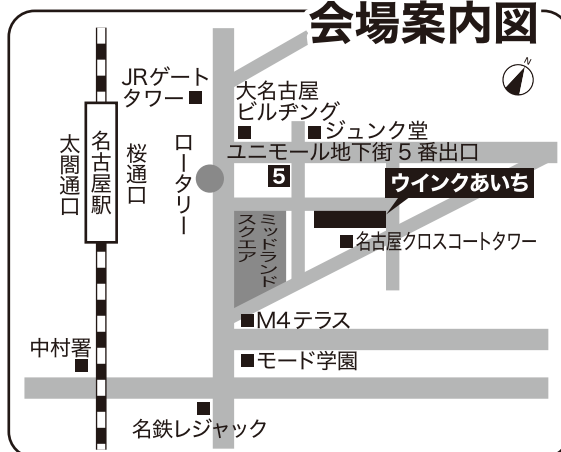 会場案内図
N
JRゲート
タワー
大名古屋
ビルヂング
ジュンク堂
ユニモール地下街5番出口
5
ウインクあいち
太閤通口
名古屋駅
桜通口
ロータリー
ミッドランド
スクエア
名古屋クロスコートタワー
M4テラス
モード学園
中村署
名鉄レジャック